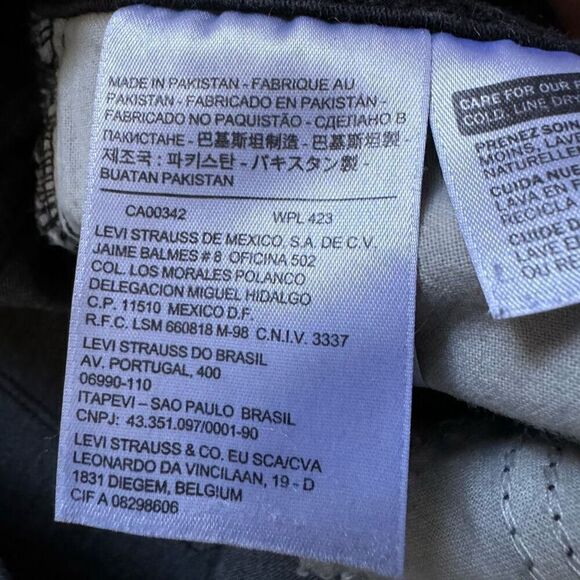 MADE IN PAKISTAN - FABRIQUE AU
PAKISTAN - FABRICADO EN PAKISTÁN -
FABRICADO NO PAQUISTÃO - СДЕЛАНО В
ПАКИСТАНЕ - 巴基斯坦制造 - 巴基斯坦製 -
제조국 : 파키스탄 - パキスタン製 -
BUATAN PAKISTAN
CA00342 WPL 423
LEVI STRAUSS DE MEXICO, S.A. DE C.V.
JAIME BALMES # 8 OFICINA 502
COL. LOS MORALES POLANCO
DELEGACION MIGUEL HIDALGO
C.P. 11510 MEXICO D.F.
R.F.C. LSM 660818 M-98 C.N.I.V. 3337
LEVI STRAUSS DO BRASIL
AV. PORTUGAL, 400
06990-110
ITAPEVI – SAO PAULO BRASIL
CNPJ: 43.351.097/0001-90
LEVI STRAUSS & CO. EU SCA/CVA
LEONARDO DA VINCILAAN, 19 - D
1831 DIEGEM, BELGIUM
CIF A 08298606
CARE FOR OUR
COLD, LINE DRY
PRENEZ SOIN
MOINS, LAV
NATURELLE
CUIDA NUE
LAVA EN F
RECICLA
CUIDE D
LAVE E
OU RE